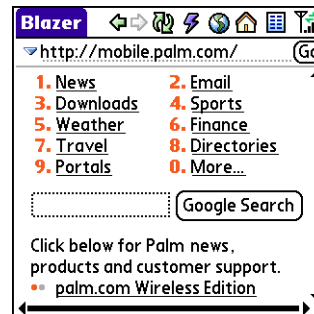 Blazer
http://mobile.palm.com/ Go
1. News 2. Email
3. Downloads 4. Sports
5. Weather 6. Finance
7. Travel 8. Directories
9. Portals 0. More...
Google Search
Click below for Palm news,
products and customer support.
palm.com Wireless Edition